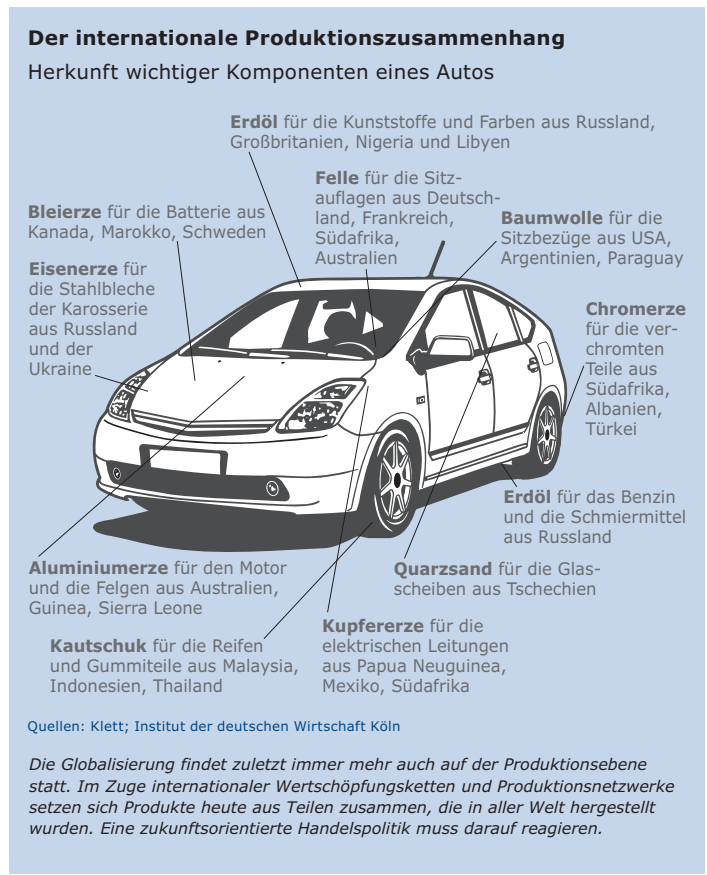 Der internationale Produktionszusammenhang
Herkunft wichtiger Komponenten eines Autos
Erdöl für die Kunststoffe und Farben aus Russland,
Großbritanien, Nigeria und Libyen
Felle für die Sitz-
auflagen aus Deutsch-
land, Frankreich,
Südafrika,
Australien
Bleierze für die Batterie aus
Kanada, Marokko, Schweden
Baumwolle für die
Sitzbezüge aus USA,
Argentinien, Paraguay
Eisenerze für
die Stahlbleche
der Karosserie
aus Russland
und der
Ukraine
Chromerze
für die ver-
chromten
Teile aus
Südafrika,
Albanien,
Türkei
Erdöl für das Benzin
und die Schmiermittel
aus Russland
Aluminiumerze für den Motor
und die Felgen aus Australien,
Guinea, Sierra Leone
Quarzsand für die Glas-
scheiben aus Tschechien
Kautschuk für die Reifen
und Gummiteile aus Malaysia,
Indonesien, Thailand
Kupfererze für die
elektrischen Leitungen
aus Papua Neuguinea,
Mexiko, Südafrika
Quellen: Klett; Institut der deutschen Wirtschaft Köln
Die Globalisierung findet zuletzt immer mehr auch auf der Produktionsebene
statt. Im Zuge internationaler Wertschöpfungsketten und Produktionsnetzwerke
setzen sich Produkte heute aus Teilen zusammen, die in aller Welt hergestellt
wurden. Eine zukunftsorientierte Handelspolitik muss darauf reagieren.